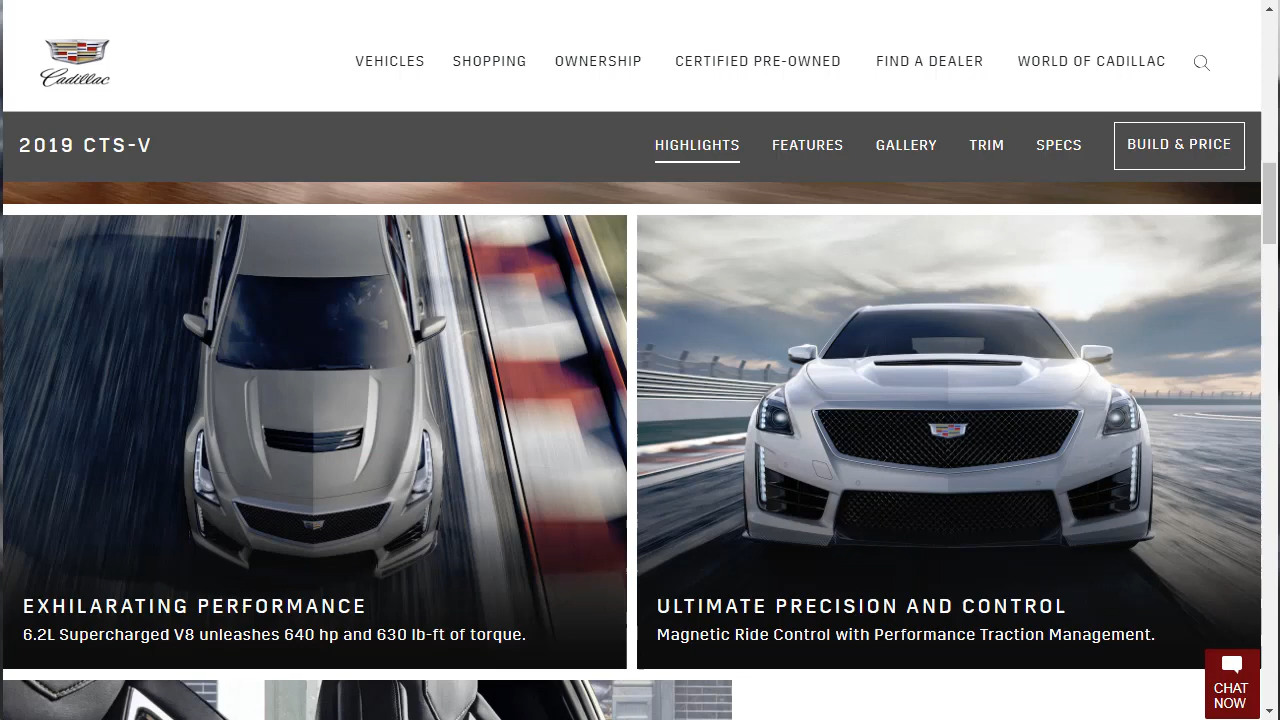 Cadillac
VEHICLES SHOPPING OWNERSHIP CERTIFIED PRE-OWNED FIND A DEALER WORLD OF CADILLAC
2019 CTS-V
HIGHLIGHTS FEATURES GALLERY TRIM SPECS BUILD & PRICE
EXHILARATING PERFORMANCE
6.2L Supercharged V8 unleashes 640 hp and 630 lb-ft of torque.
ULTIMATE PRECISION AND CONTROL
Magnetic Ride Control with Performance Traction Management.
CHAT
NOW